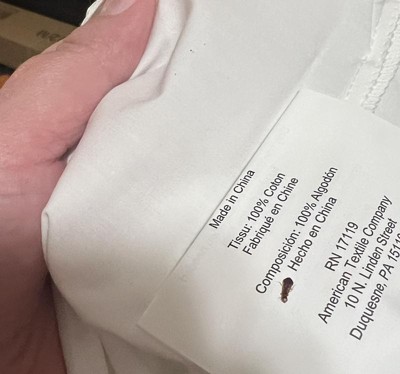 Made in China
Tissu: 100% Coton
Fabriqué en Chine
Composición: 100% Algodón
Hecho en China
RN 17119
American Textile Company
10 N. Linden Street
Duquesne, PA